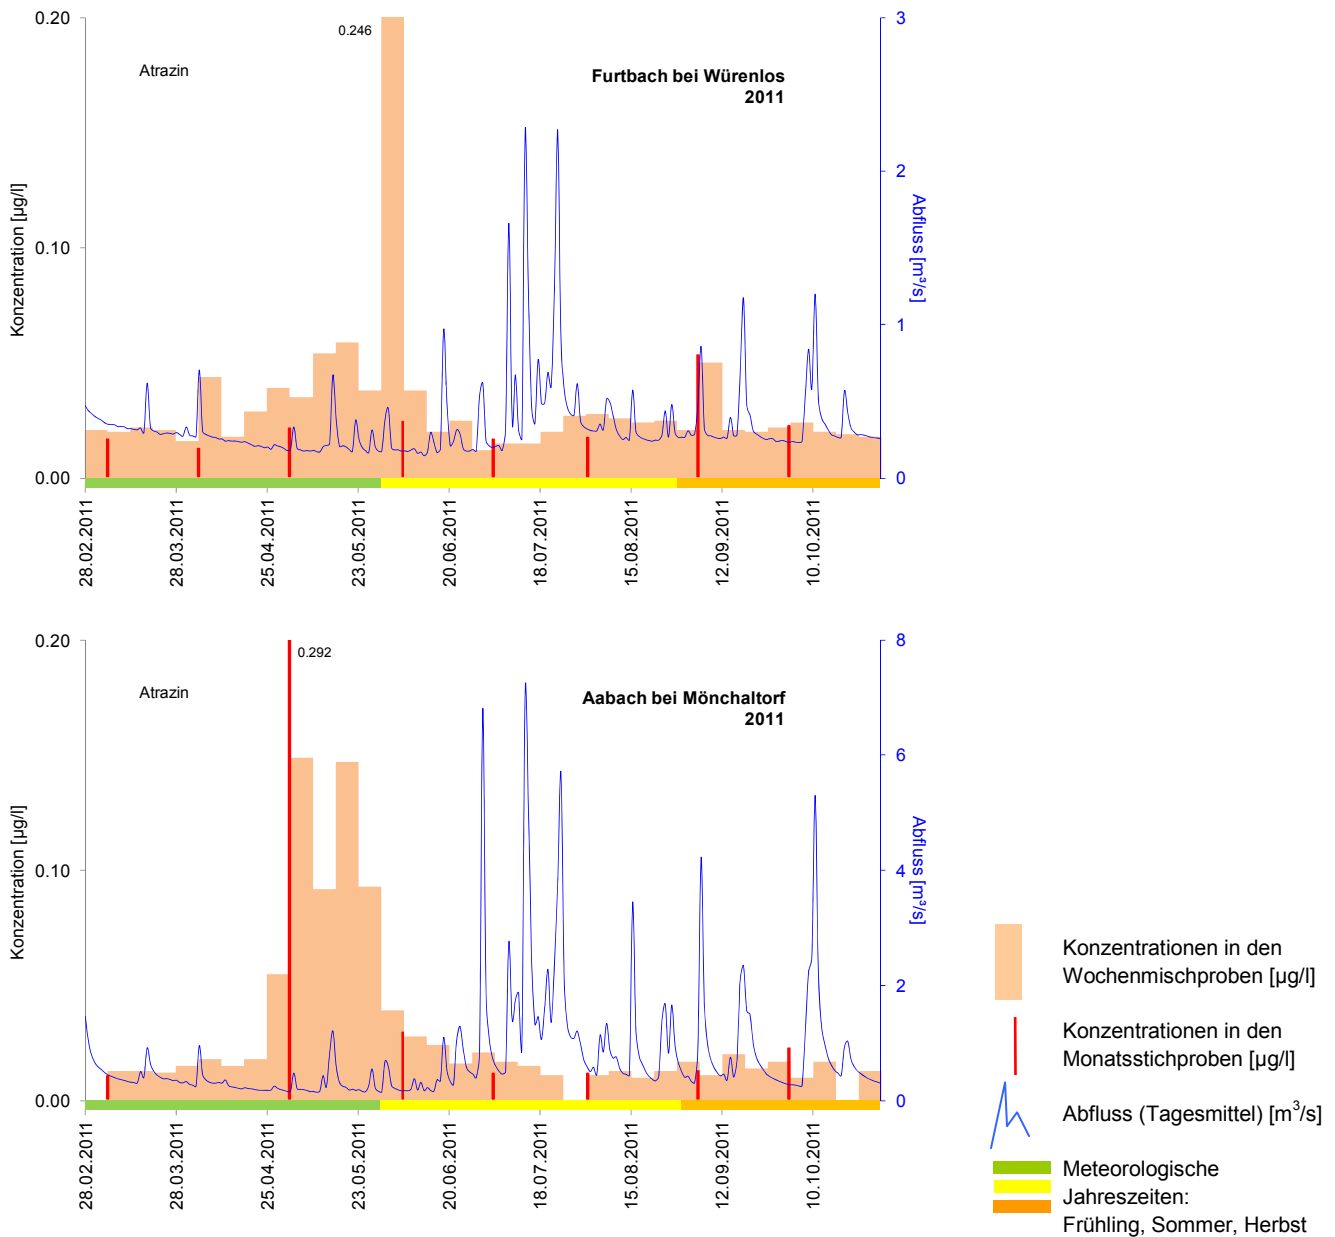 0.20
0.246
3
Atrazin
Furtbach bei Würenlos
2011
2
Konzentration [µg/l]
0.10
Abfluss [m³/s]
1
0.00
0
28.02.2011
28.03.2011
25.04.2011
23.05.2011
20.06.2011
18.07.2011
15.08.2011
12.09.2011
10.10.2011
0.20
0.292
8
Atrazin
Aabach bei Mönchaltorf
2011
6
Konzentration [µg/l]
0.10
4
Abfluss [m³/s]
2
0.00
0
28.02.2011
28.03.2011
25.04.2011
23.05.2011
20.06.2011
18.07.2011
15.08.2011
12.09.2011
10.10.2011
Konzentrationen in den
Wochenmischproben [µg/l]
Konzentrationen in den
Monatsstichproben [µg/l]
Abfluss (Tagesmittel) [m³/s]
Meteorologische
Jahreszeiten:
Frühling, Sommer, Herbst